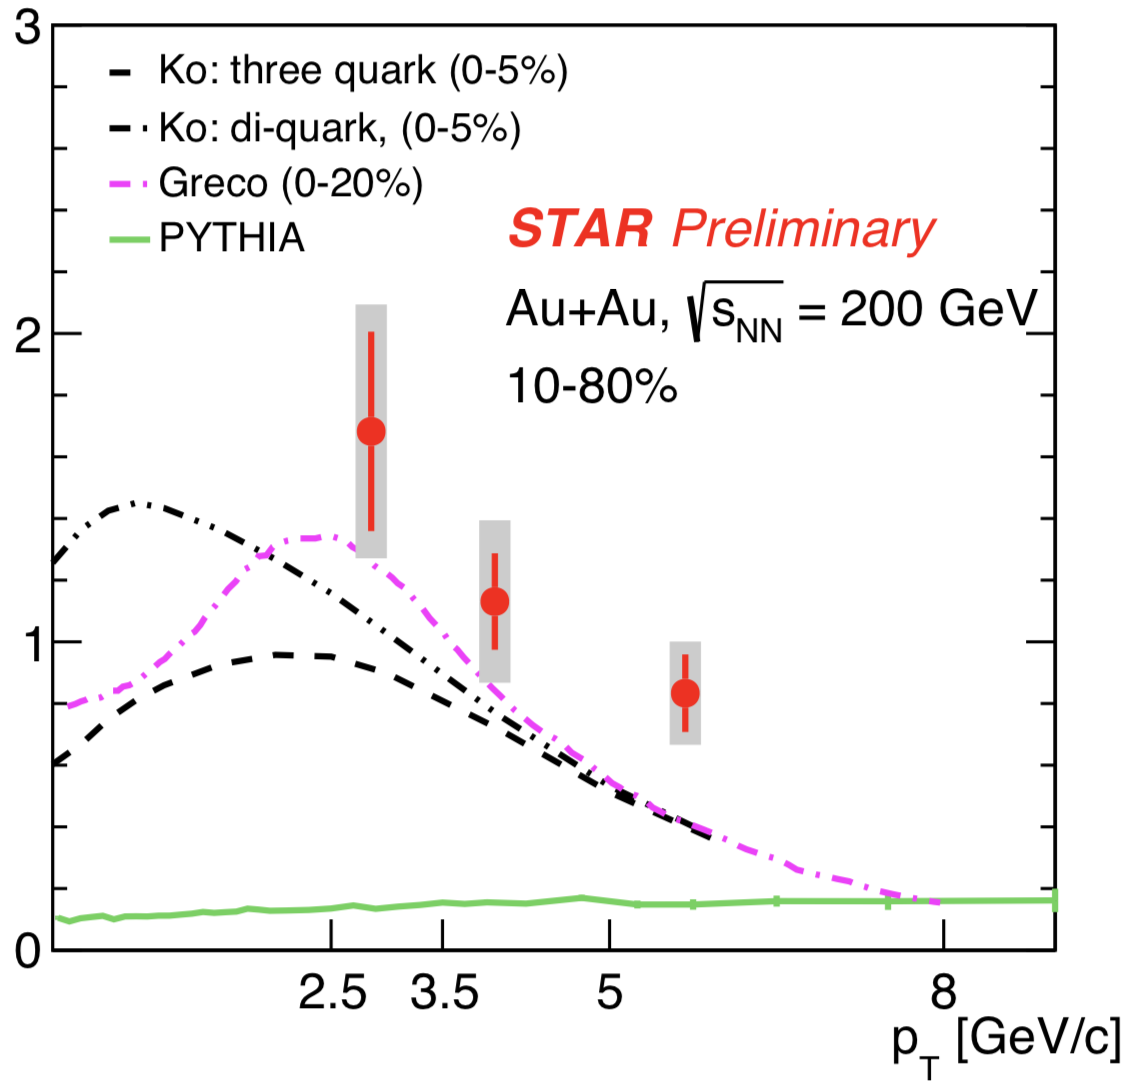 3
Ko: three quark (0-5%)
Ko: di-quark, (0-5%)
Greco (0-20%)
PYTHIA
STAR Preliminary
Au+Au, √sNN = 200 GeV
10-80%
2
1
0
2.5 3.5 5 8
pT [GeV/c]